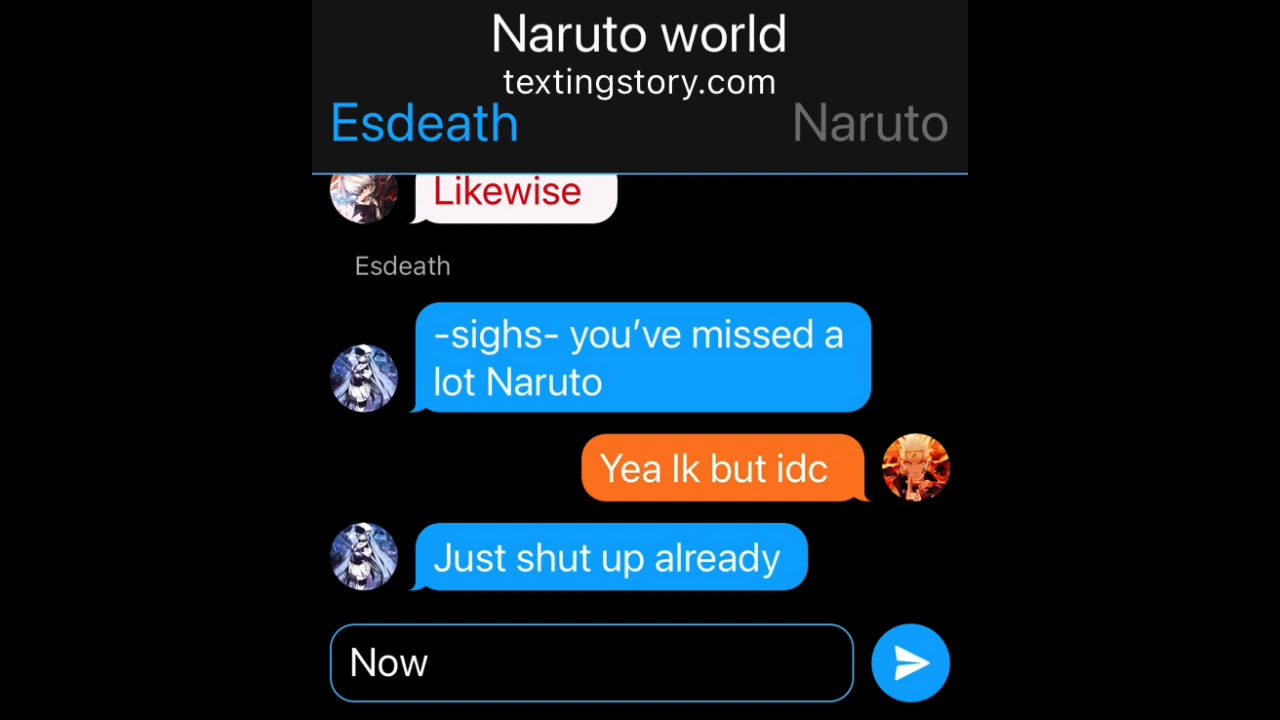 Naruto world
textingstory.com
Esdeath
Naruto
Likewise
Esdeath
-sighs- you’ve missed a
lot Naruto
Yea Ik but idc
Just shut up already
Now